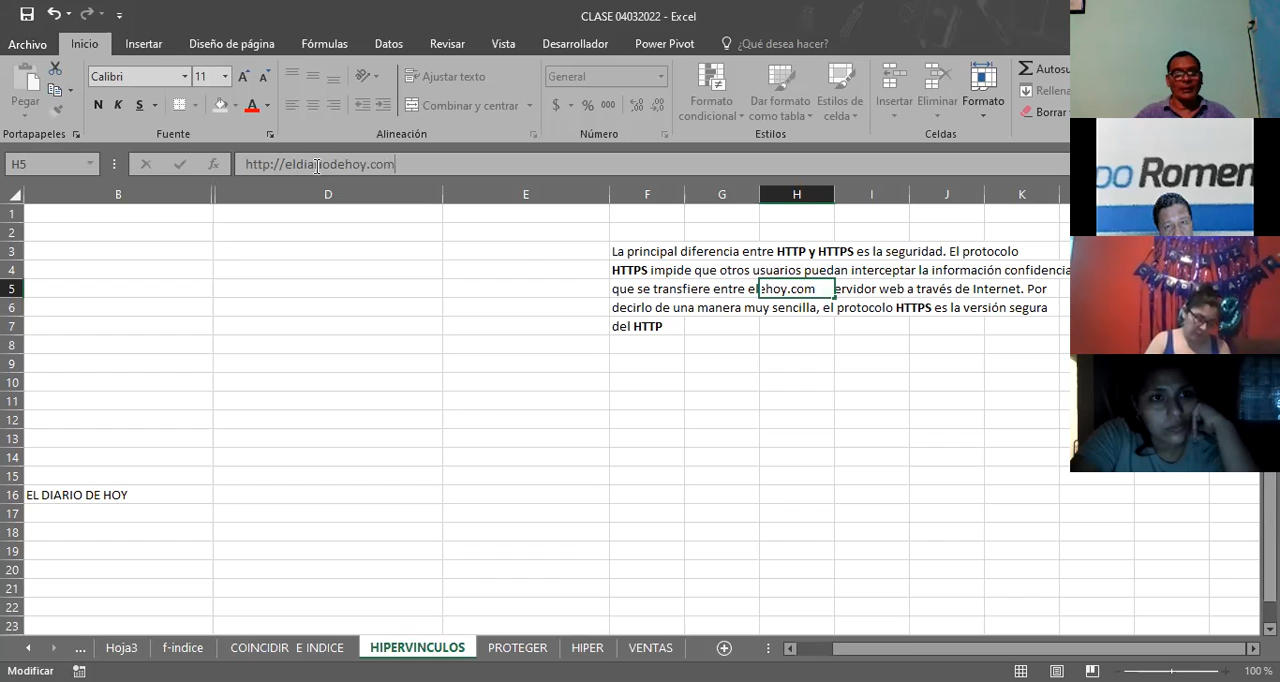 CLASE 04032022 - Excel
Archivo Inicio Insertar Diseño de página Fórmulas Datos Revisar Vista Desarrollador Power Pivot ¿Qué desea hacer?
Pegar
Calibri 11
N K S
Ajustar texto
Combinar y centrar
General
$ % 000
Formato condicional
Dar formato como tabla
Estilos de celda
Insertar Eliminar Formato
Autosu
Rellena
Borrar
Portapapeles Fuente Alineación Número Estilos Celdas
H5 fx http://eldiariodehoy.com
B D E F G H I J K
1
2
3 La principal diferencia entre HTTP y HTTPS es la seguridad. El protocolo
4 HTTPS impide que otros usuarios puedan interceptar la información confidencia
5 que se transfiere entre el ehoy.com ervidor web a través de Internet. Por
6 decirlo de una manera muy sencilla, el protocolo HTTPS es la versión segura
7 del HTTP
8
9
10
11
12
13
14
15
16 EL DIARIO DE HOY
17
18
19
20
21
22
23
... Hoja3 f-indice COINCIDIR E INDICE HIPERVINCULOS PROTEGER HIPER VENTAS
Modificar 100 %
po Romen